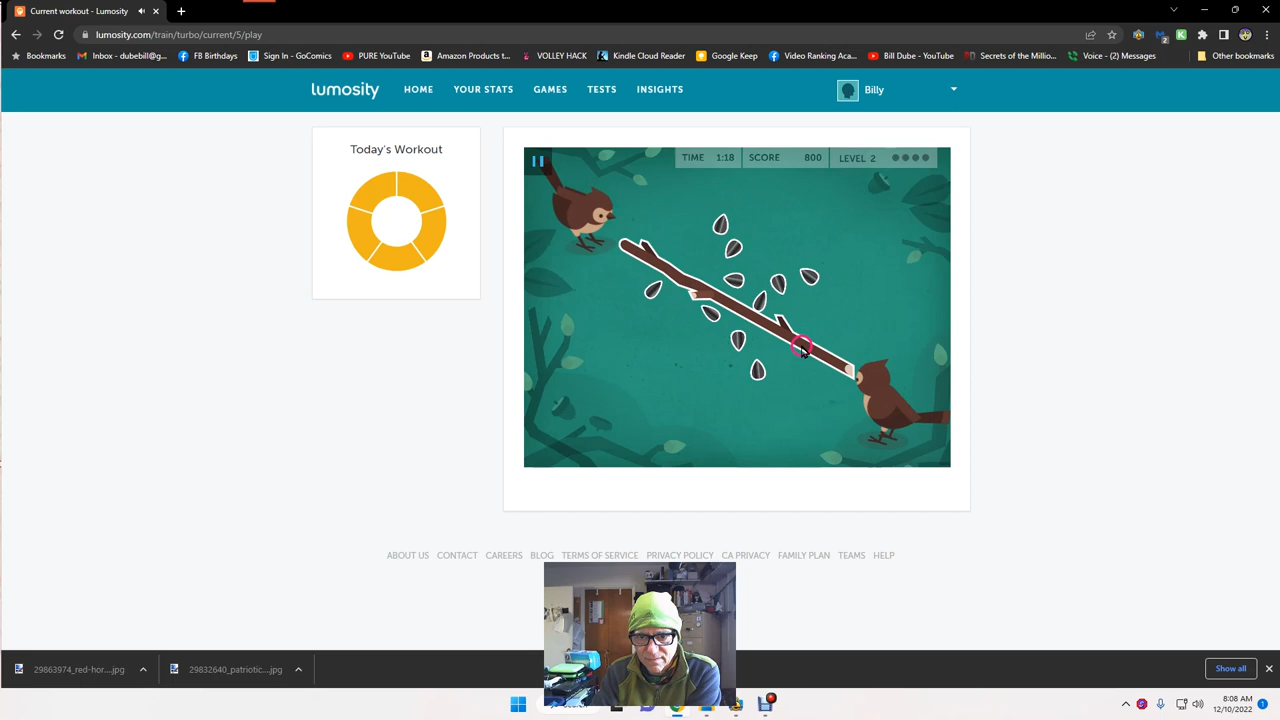 Current workout - Lumos
lumosity.com/train/turbo/current/5/play
2
Bookmarks
Inbox - dubebill@g...
FB Birthdays
Sign In - GoComics
PURE YouTube
Amazon Products t...
VOLLEY HACK
Kindle Cloud Reader
Google Keep
Video Ranking Aca...
Bill Dube - YouTube
Secrets of the Millio...
Voice - (2) Messages
Other bookmarks
lumosity
HOME
YOUR STATS
GAMES
TESTS
INSIGHTS
Billy
Today's Workout
TIME 1:18
SCORE 800
LEVEL 2
ABOUT US
CONTACT
CAREERS
BLOG
TERMS OF SERVICE
PRIVACY POLICY
CA PRIVACY
FAMILY PLAN
TEAMS
HELP
29863974_red-hor....jpg
29832640_patriotic....jpg
Show all
8:08 AM
12/10/2022
1